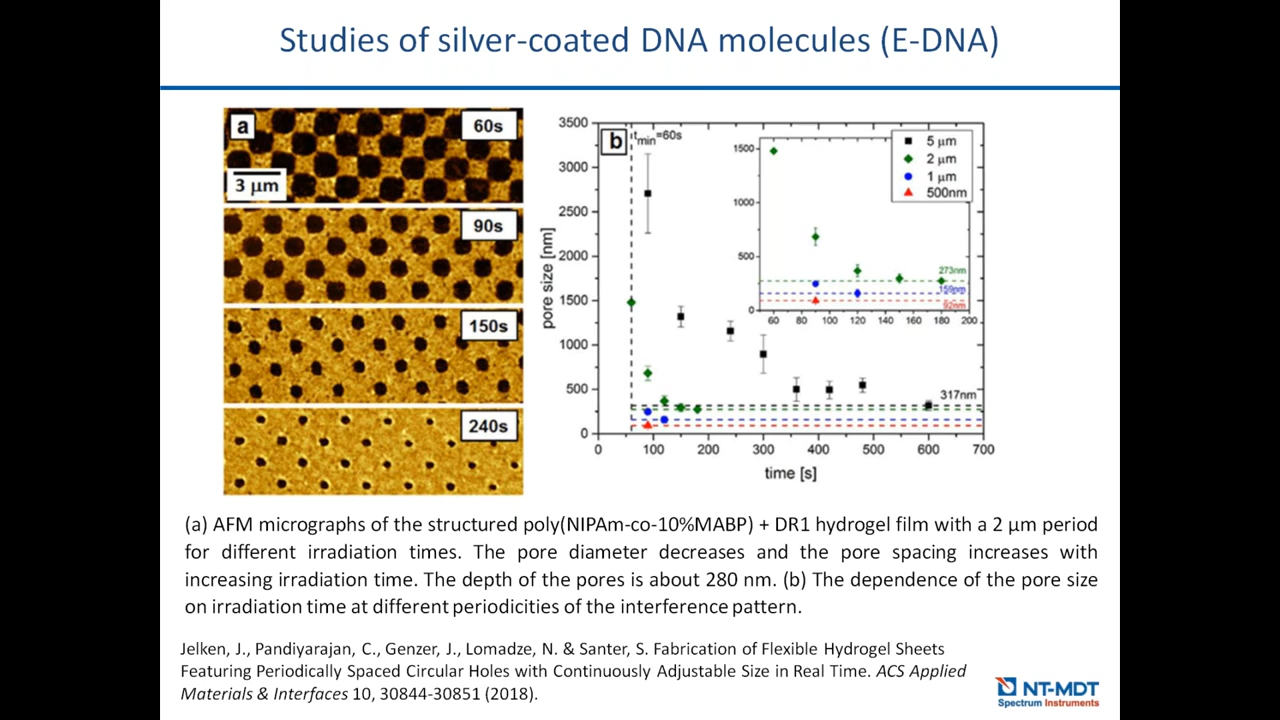 Studies of silver-coated DNA molecules (E-DNA)
a
60s
3 μm
90s
150s
240s
b
tmin=60s
3500
3000
2500
2000
1500
1000
500
0
pore size [nm]
0 100 200 300 400 500 600 700
time [s]
317nm
5 μm
2 μm
1 μm
500nm
1500
1000
500
0
60 80 100 120 140 160 180 200
273nm
159nm
92nm
(a) AFM micrographs of the structured poly(NIPAm-co-10%MABP) + DR1 hydrogel film with a 2 μm period
for different irradiation times. The pore diameter decreases and the pore spacing increases with
increasing irradiation time. The depth of the pores is about 280 nm. (b) The dependence of the pore size
on irradiation time at different periodicities of the interference pattern.
Jelken, J., Pandiyarajan, C., Genzer, J., Lomadze, N. & Santer, S. Fabrication of Flexible Hydrogel Sheets
Featuring Periodically Spaced Circular Holes with Continuously Adjustable Size in Real Time. ACS Applied
Materials & Interfaces 10, 30844-30851 (2018).
NT-MDT
Spectrum Instruments